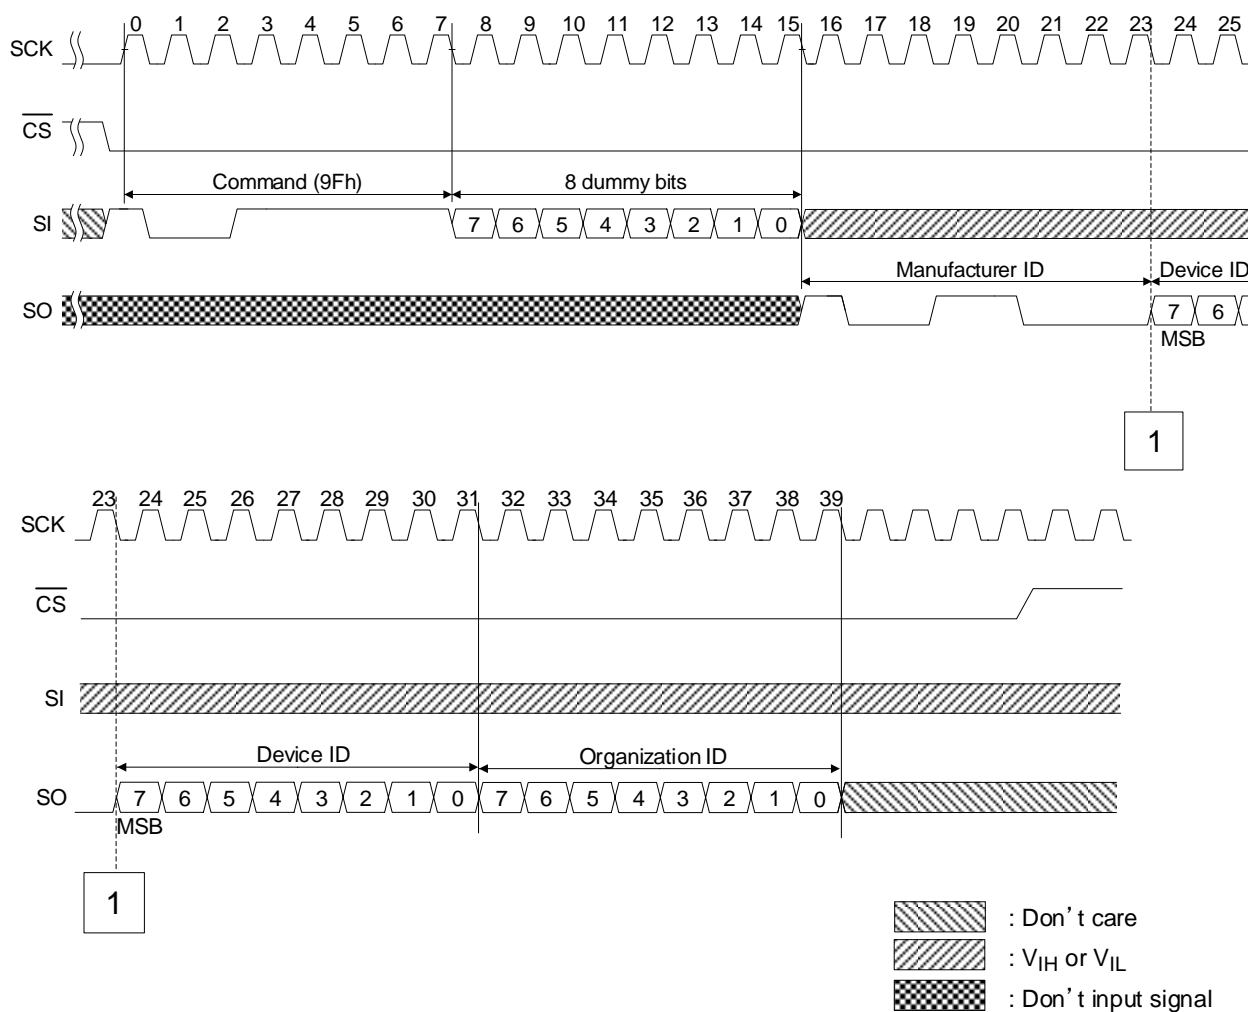 0 1 2 3 4 5 6 7 8 9 10 11 12 13 14 15 16 17 18 19 20 21 22 23 24 25
SCK
CS
Command (9Fh) 8 dummy bits
SI 7 6 5 4 3 2 1 0
Manufacturer ID Device ID
SO 7 6
MSB
1
23 24 25 26 27 28 29 30 31 32 33 34 35 36 37 38 39
SCK
CS
SI
Device ID Organization ID
SO 7 6 5 4 3 2 1 0 7 6 5 4 3 2 1 0
MSB
1
: Don't care
: VIH or VIL
: Don't input signal